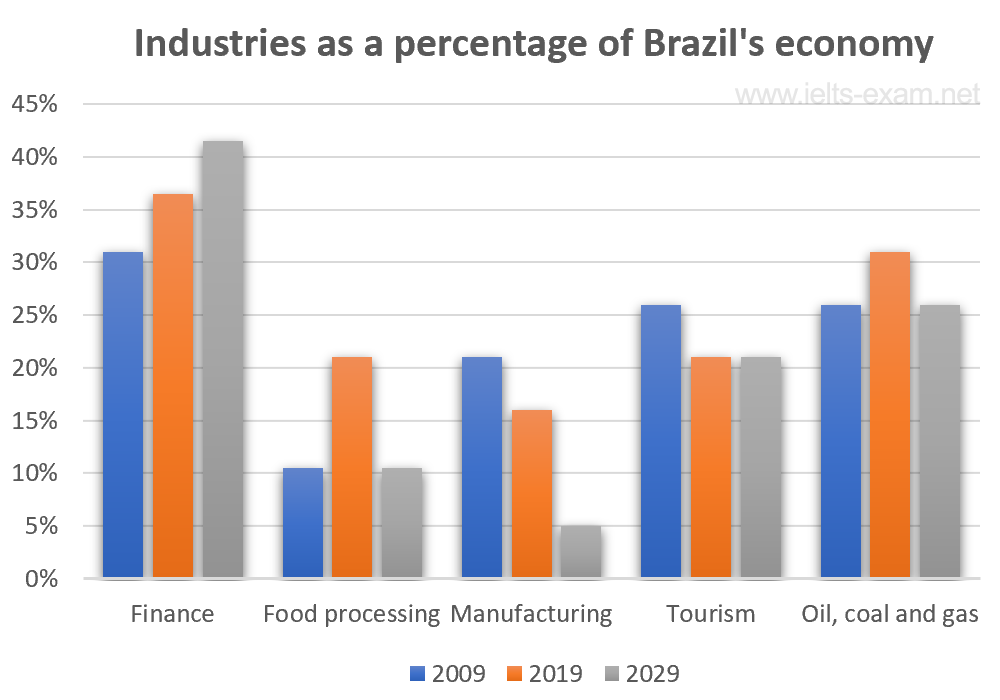 Industries as a percentage of Brazil's economy
www.ielts-exam.net
45%
40%
35%
30%
25%
20%
15%
10%
5%
0%
Finance Food processing Manufacturing Tourism Oil, coal and gas
2009 2019 2029